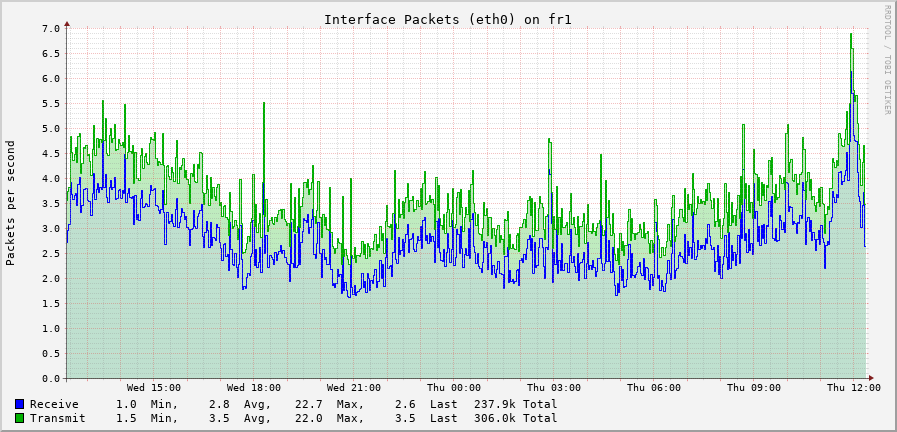 Interface Packets (eth0) on fr1
RRDTOOL / TOBI OETIKER
Packets per second
7.0
6.5
6.0
5.5
5.0
4.5
4.0
3.5
3.0
2.5
2.0
1.5
1.0
0.5
0.0
Wed 15:00 Wed 18:00 Wed 21:00 Thu 00:00 Thu 03:00 Thu 06:00 Thu 09:00 Thu 12:00
Receive 1.0 Min, 2.8 Avg, 22.7 Max, 2.6 Last 237.9k Total
Transmit 1.5 Min, 3.5 Avg, 22.0 Max, 3.5 Last 306.0k Total